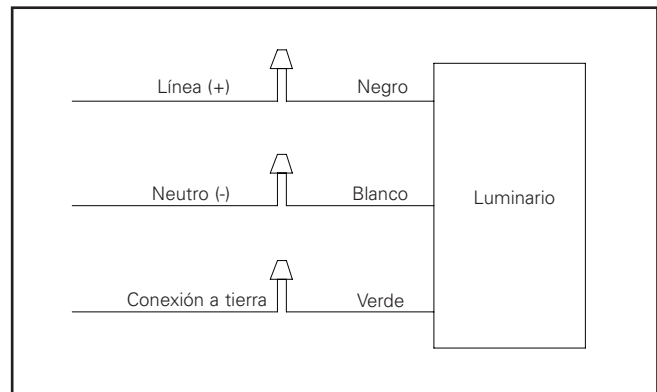 Línea (+) Negro
Neutro (-) Blanco Luminario
Conexión a tierra Verde